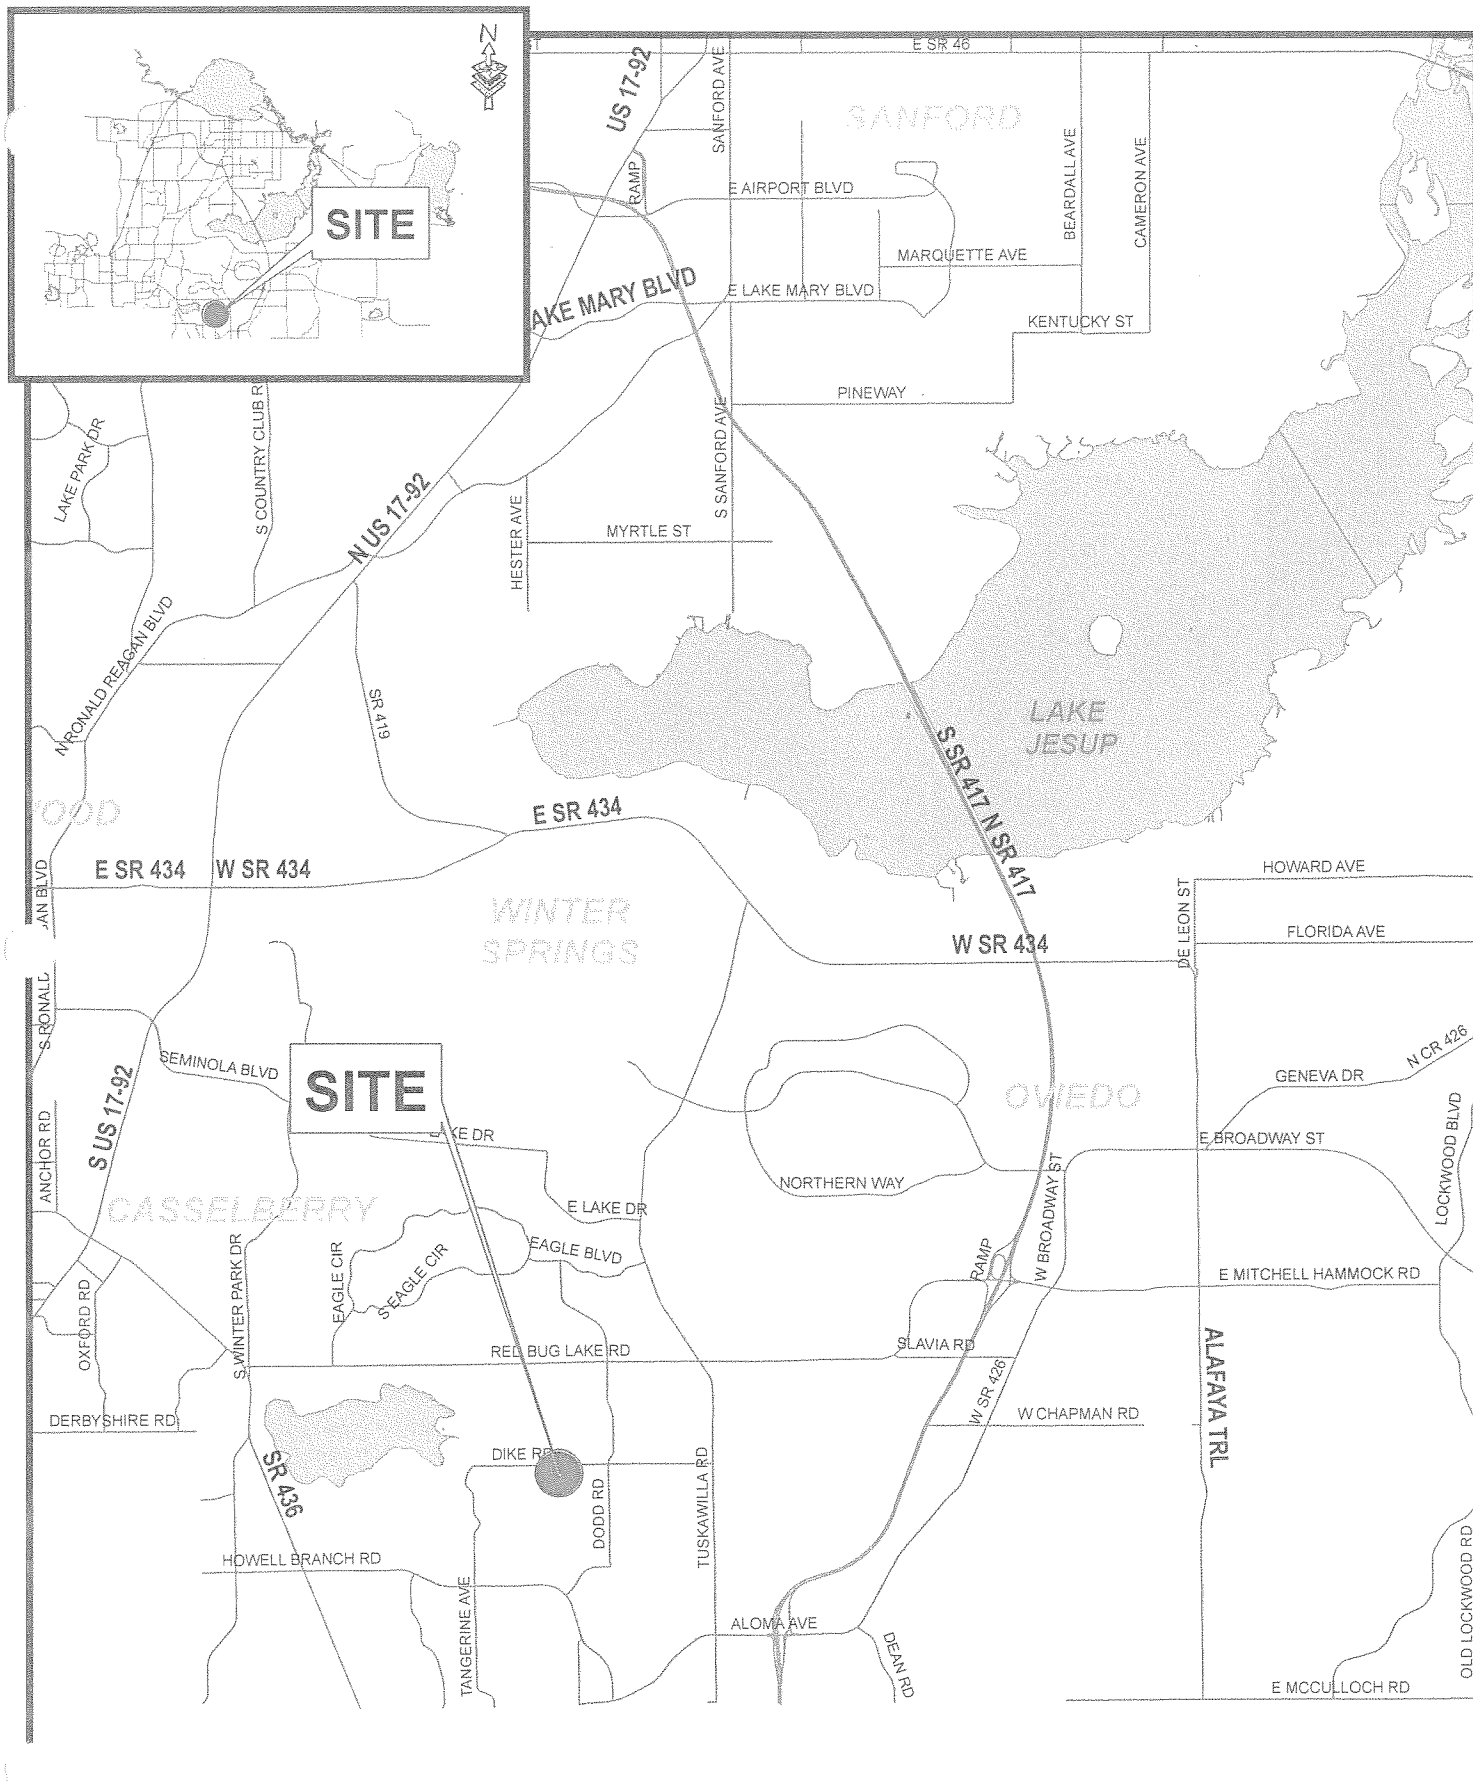 N
SITE
T
E SR 46
US 17-92
SANFORD AVE
SANFORD
BEARDALL AVE
CAMERON AVE
RAMP
E AIRPORT BLVD
MARQUETTE AVE
AKE MARY BLVD
E LAKE MARY BLVD
KENTUCKY ST
PINEWAY
LAKE PARK DR
S COUNTRY CLUB R
N US 17-92
S SANFORD AVE
HESTER AVE
MYRTLE ST
N RONALD REAGAN BLVD
SR 419
LAKE
JESUP
S SR 417
N SR 417
OOD
E SR 434
E SR 434
W SR 434
AN BLVD
HOWARD AVE
WINTER
SPRINGS
DE LEON ST
FLORIDA AVE
W SR 434
S RONALD
SEMINOLA BLVD
SITE
S US 17-92
N CR 426
GENEVA DR
OVIEDO
ANCHOR RD
KE DR
E BROADWAY ST
LOCKWOOD BLVD
NORTHERN WAY
W BROADWAY ST
CASSELBERRY
E LAKE DR
EAGLE BLVD
EAGLE CIR
S EAGLE CIR
S WINTER PARK DR
OXFORD RD
RAMP
E MITCHELL HAMMOCK RD
SLAVIA RD
RED BUG LAKE RD
ALAFAYA TRL
W SR 426
W CHAPMAN RD
DERBYSHIRE RD
SR 436
DIKE RD
DODD RD
TUSKAWILLA RD
HOWELL BRANCH RD
TANGERINE AVE
ALOMA AVE
DEAN RD
OLD LOCKWOOD RD
E MCCULLOCH RD